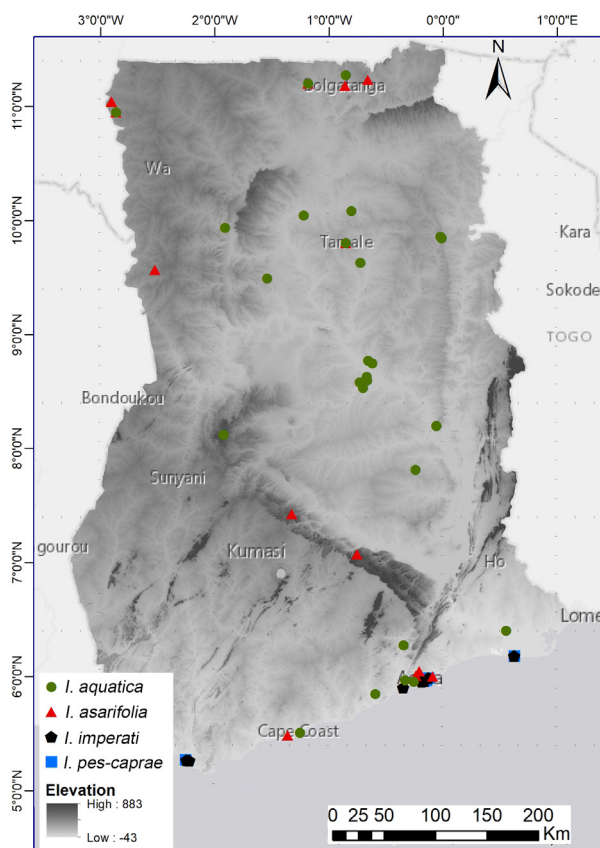 3°0'0"W 2°0'0"W 1°0'0"W 0°0'0" 1°0'0"E
N
11°0'0"N
Bolgatanga
Wa
10°0'0"N
Tamale
Kara
Sokode
9°0'0"N
TOGO
Bondoukou
8°0'0"N
Sunyani
gourou
Kumasi
7°0'0"N
Ho
Lome
6°0'0"N
Cape Coast
5°0'0"N
I. aquatica
I. asarifolia
I. imperati
I. pes-caprae
Elevation
High : 883
Low : -43
0 25 50 100 150 200
Km